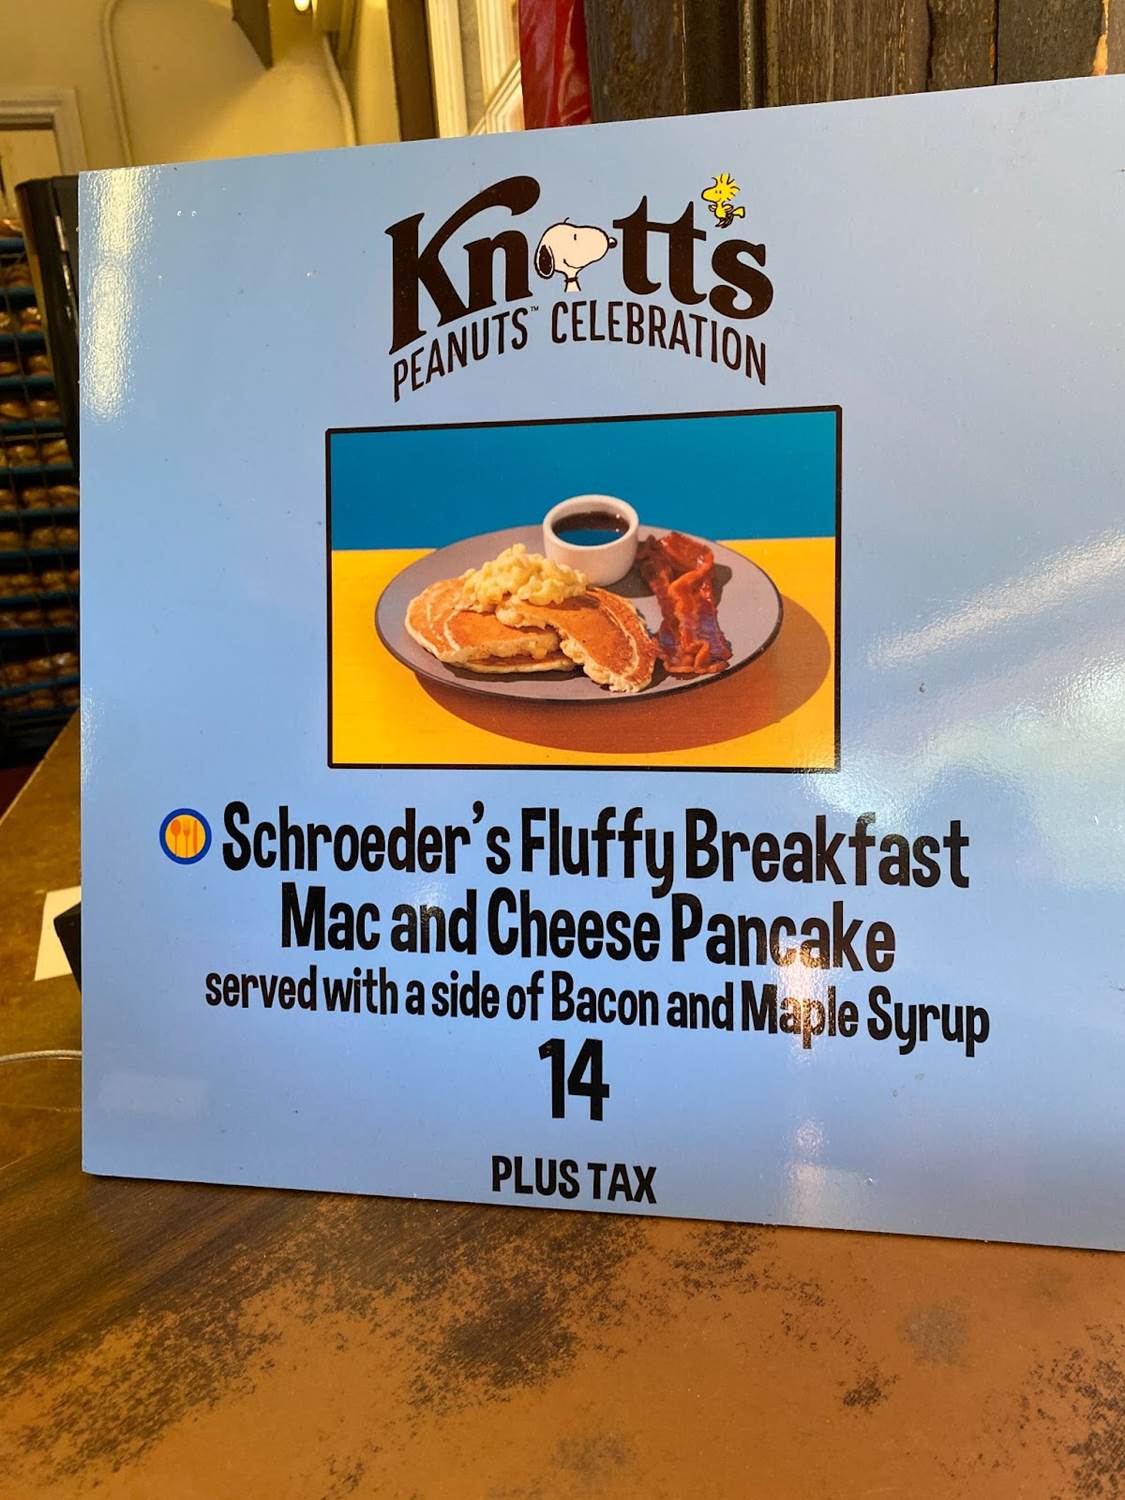 Knott's
PEANUTS™ CELEBRATION
Schroeder's Fluffy Breakfast
Mac and Cheese Pancake
served with a side of Bacon and Maple Syrup
14
PLUS TAX